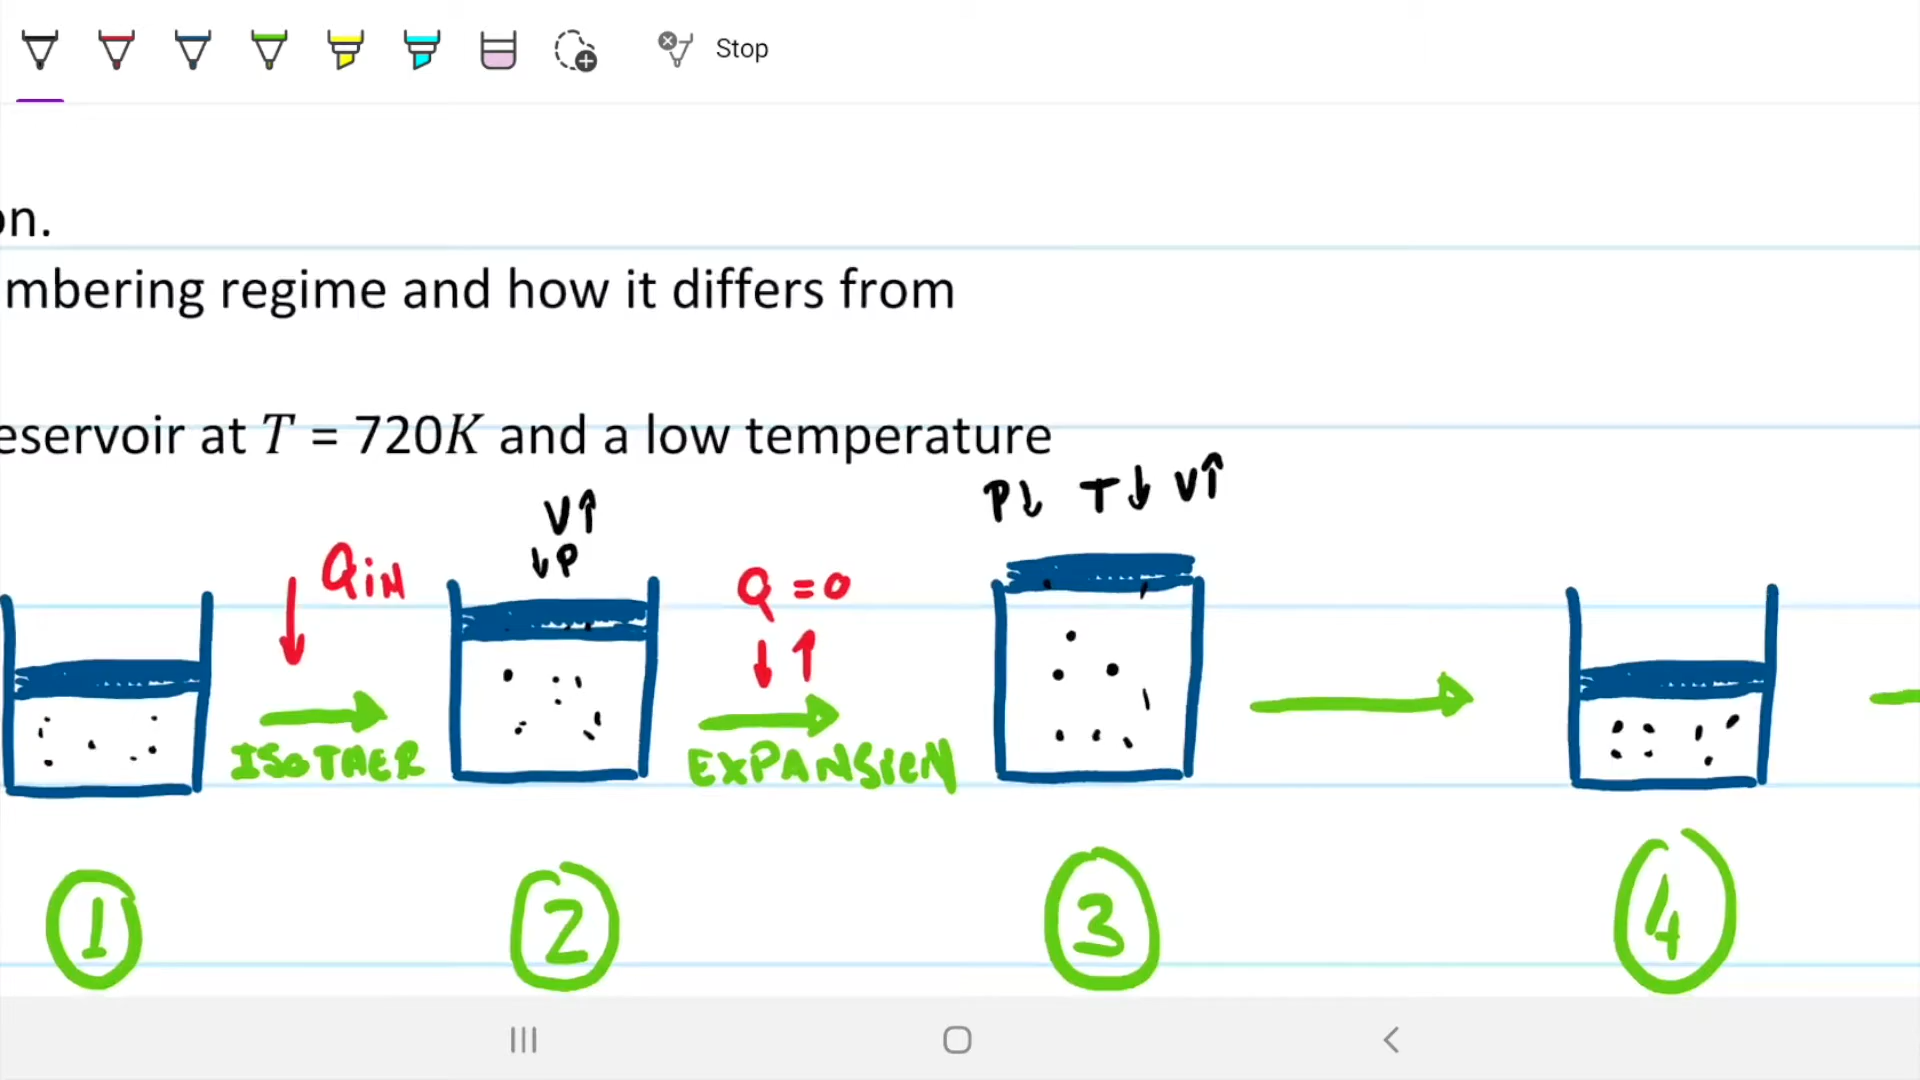 Stop
on.
mbering regime and how it differs from
eservoir at T = 720K and a low temperature
V↑
↓P
P↓ T↓ V↑
Qin
Q = 0
↓ ↑
ISOTHER
EXPANSION
1
2
3
4